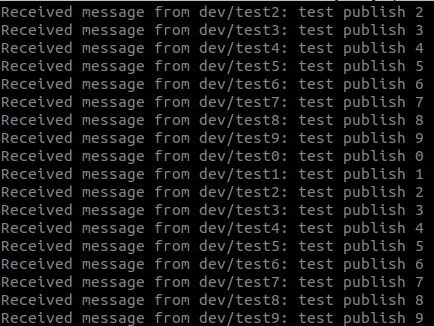 Received message from dev/test2: test publish 2
Received message from dev/test3: test publish 3
Received message from dev/test4: test publish 4
Received message from dev/test5: test publish 5
Received message from dev/test6: test publish 6
Received message from dev/test7: test publish 7
Received message from dev/test8: test publish 8
Received message from dev/test9: test publish 9
Received message from dev/test0: test publish 0
Received message from dev/test1: test publish 1
Received message from dev/test2: test publish 2
Received message from dev/test3: test publish 3
Received message from dev/test4: test publish 4
Received message from dev/test5: test publish 5
Received message from dev/test6: test publish 6
Received message from dev/test7: test publish 7
Received message from dev/test8: test publish 8
Received message from dev/test9: test publish 9